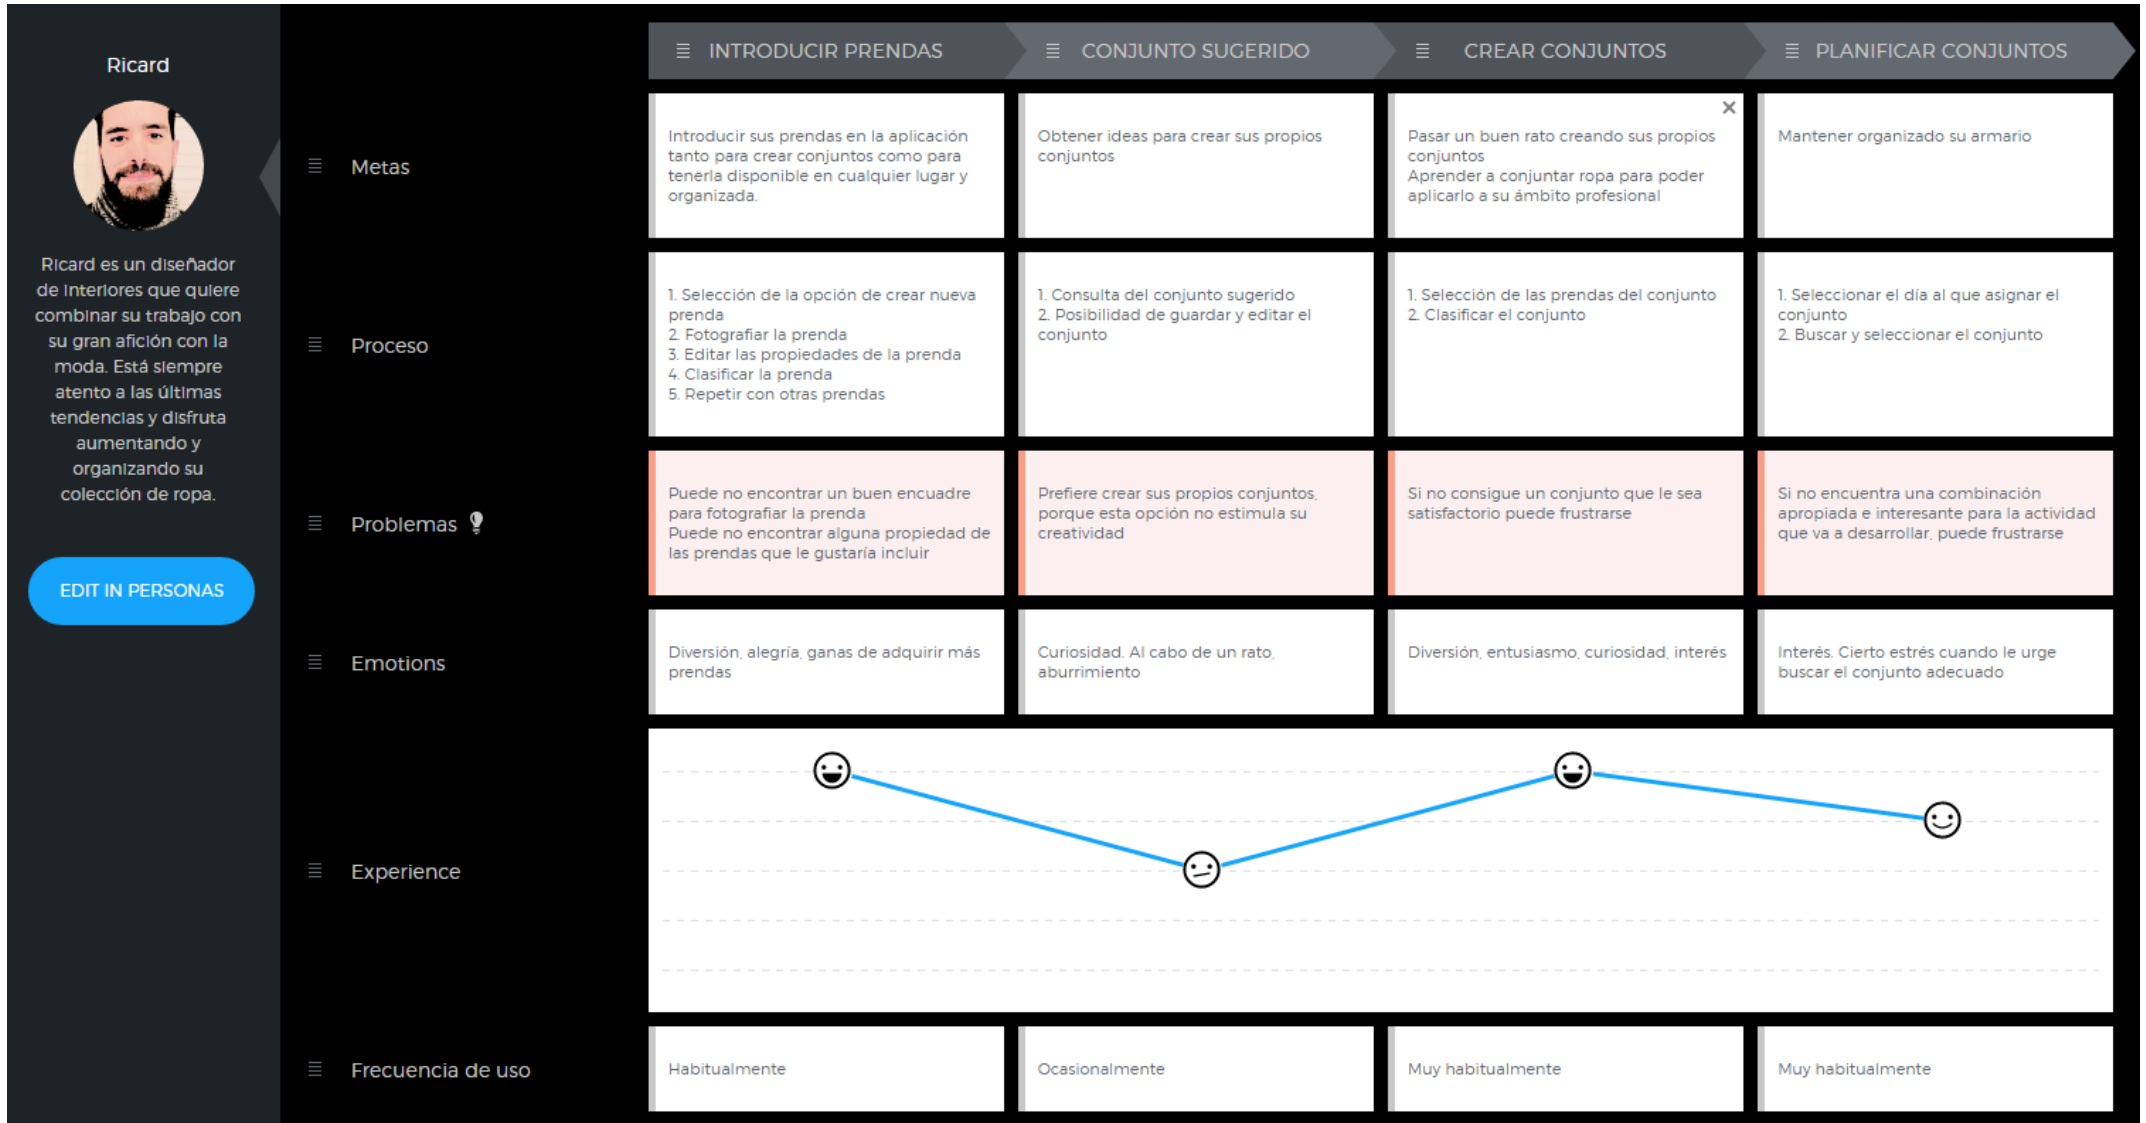 Ricard
Ricard es un diseñador
de interiores que quiere
combinar su trabajo con
su gran afición con la
moda. Está siempre
atento a las últimas
tendencias y disfruta
aumentando y
organizando su
colección de ropa.
EDIT IN PERSONAS
INTRODUCIR PRENDAS
CONJUNTO SUGERIDO
CREAR CONJUNTOS
PLANIFICAR CONJUNTOS
Metas
Introducir sus prendas en la aplicación
tanto para crear conjuntos como para
tenerla disponible en cualquier lugar y
organizada.
Obtener ideas para crear sus propios
conjuntos
Pasar un buen rato creando sus propios
conjuntos
Aprender a conjuntar ropa para poder
aplicarlo a su ámbito profesional
Mantener organizado su armario
Proceso
1. Selección de la opción de crear nueva
prenda
2. Fotografiar la prenda
3. Editar las propiedades de la prenda
4. Clasificar la prenda
5. Repetir con otras prendas
1. Consulta del conjunto sugerido
2. Posibilidad de guardar y editar el
conjunto
1. Selección de las prendas del conjunto
2. Clasificar el conjunto
1. Seleccionar el día al que asignar el
conjunto
2. Buscar y seleccionar el conjunto
Problemas
Puede no encontrar un buen encuadre
para fotografiar la prenda
Puede no encontrar alguna propiedad de
las prendas que le gustaría incluir
Prefiere crear sus propios conjuntos,
porque esta opción no estimula su
creatividad
Si no consigue un conjunto que le sea
satisfactorio puede frustrarse
Si no encuentra una combinación
apropiada e interesante para la actividad
que va a desarrollar, puede frustrarse
Emotions
Diversión, alegría, ganas de adquirir más
prendas
Curiosidad. Al cabo de un rato,
aburrimiento
Diversión, entusiasmo, curiosidad, interés
Interés. Cierto estrés cuando le urge
buscar el conjunto adecuado
Experience
Frecuencia de uso
Habitualmente
Ocasionalmente
Muy habitualmente
Muy habitualmente